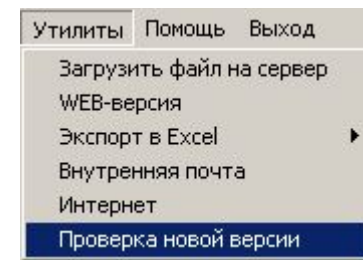 Утилиты Помощь Выход
Загрузить файл на сервер
WEB-версия
Экспорт в Excel
Внутренняя почта
Интернет
Проверка новой версии